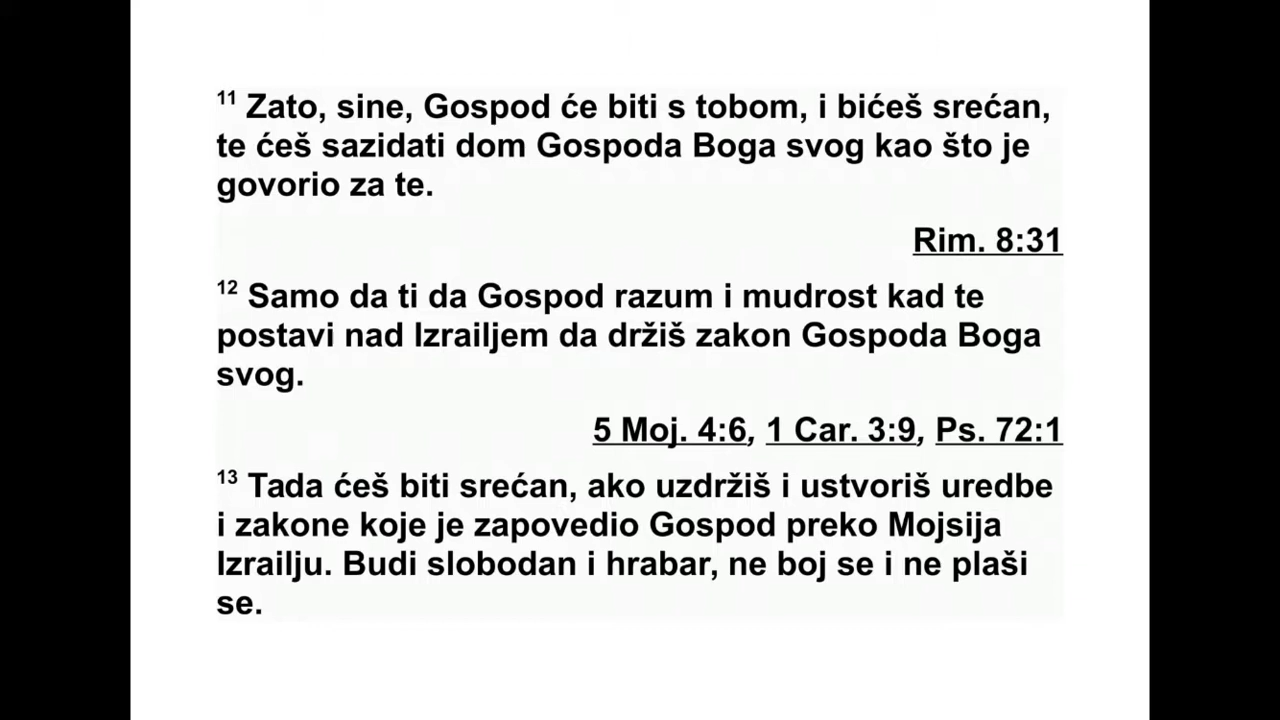 11 Zato, sine, Gospod će biti s tobom, i bićeš srećan,
te ćeš sazidati dom Gospoda Boga svog kao što je
govorio za te.
Rim. 8:31
12 Samo da ti da Gospod razum i mudrost kad te
postavi nad Izrailjem da držiš zakon Gospoda Boga
svog.
5 Moj. 4:6, 1 Car. 3:9, Ps. 72:1
13 Tada ćeš biti srećan, ako uzdržiš i ustvoriš uredbe
i zakone koje je zapovedio Gospod preko Mojsija
Izrailju. Budi slobodan i hrabar, ne boj se i ne plaši
se.